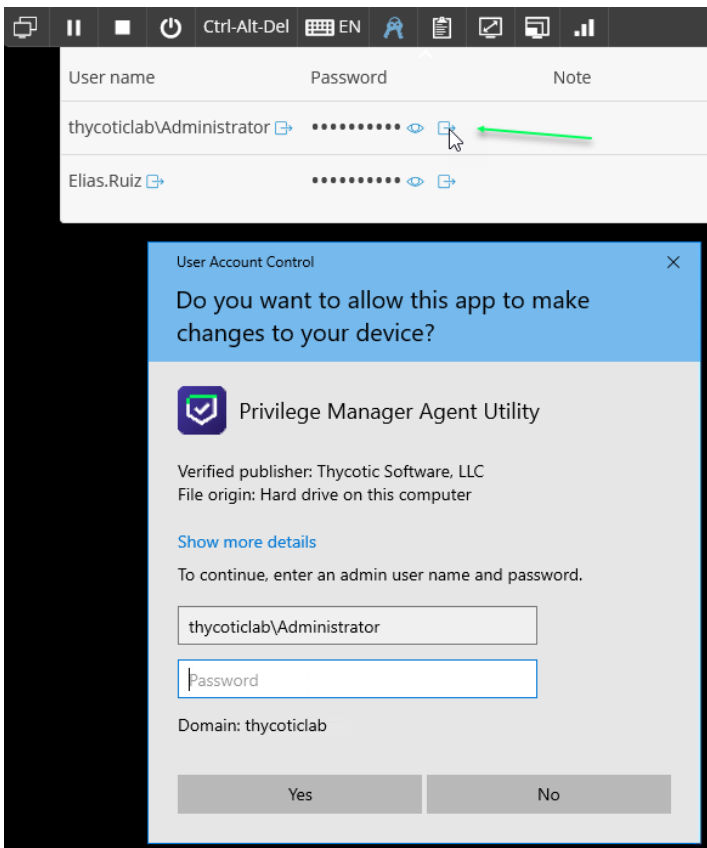 Ctrl-Alt-Del EN
User name Password Note
thycoticlab\Administrator ••••••••••
Elias.Ruiz ••••••••••
User Account Control
Do you want to allow this app to make
changes to your device?
Privilege Manager Agent Utility
Verified publisher: Thycotic Software, LLC
File origin: Hard drive on this computer
Show more details
To continue, enter an admin user name and password.
thycoticlab\Administrator
Password
Domain: thycoticlab
Yes No